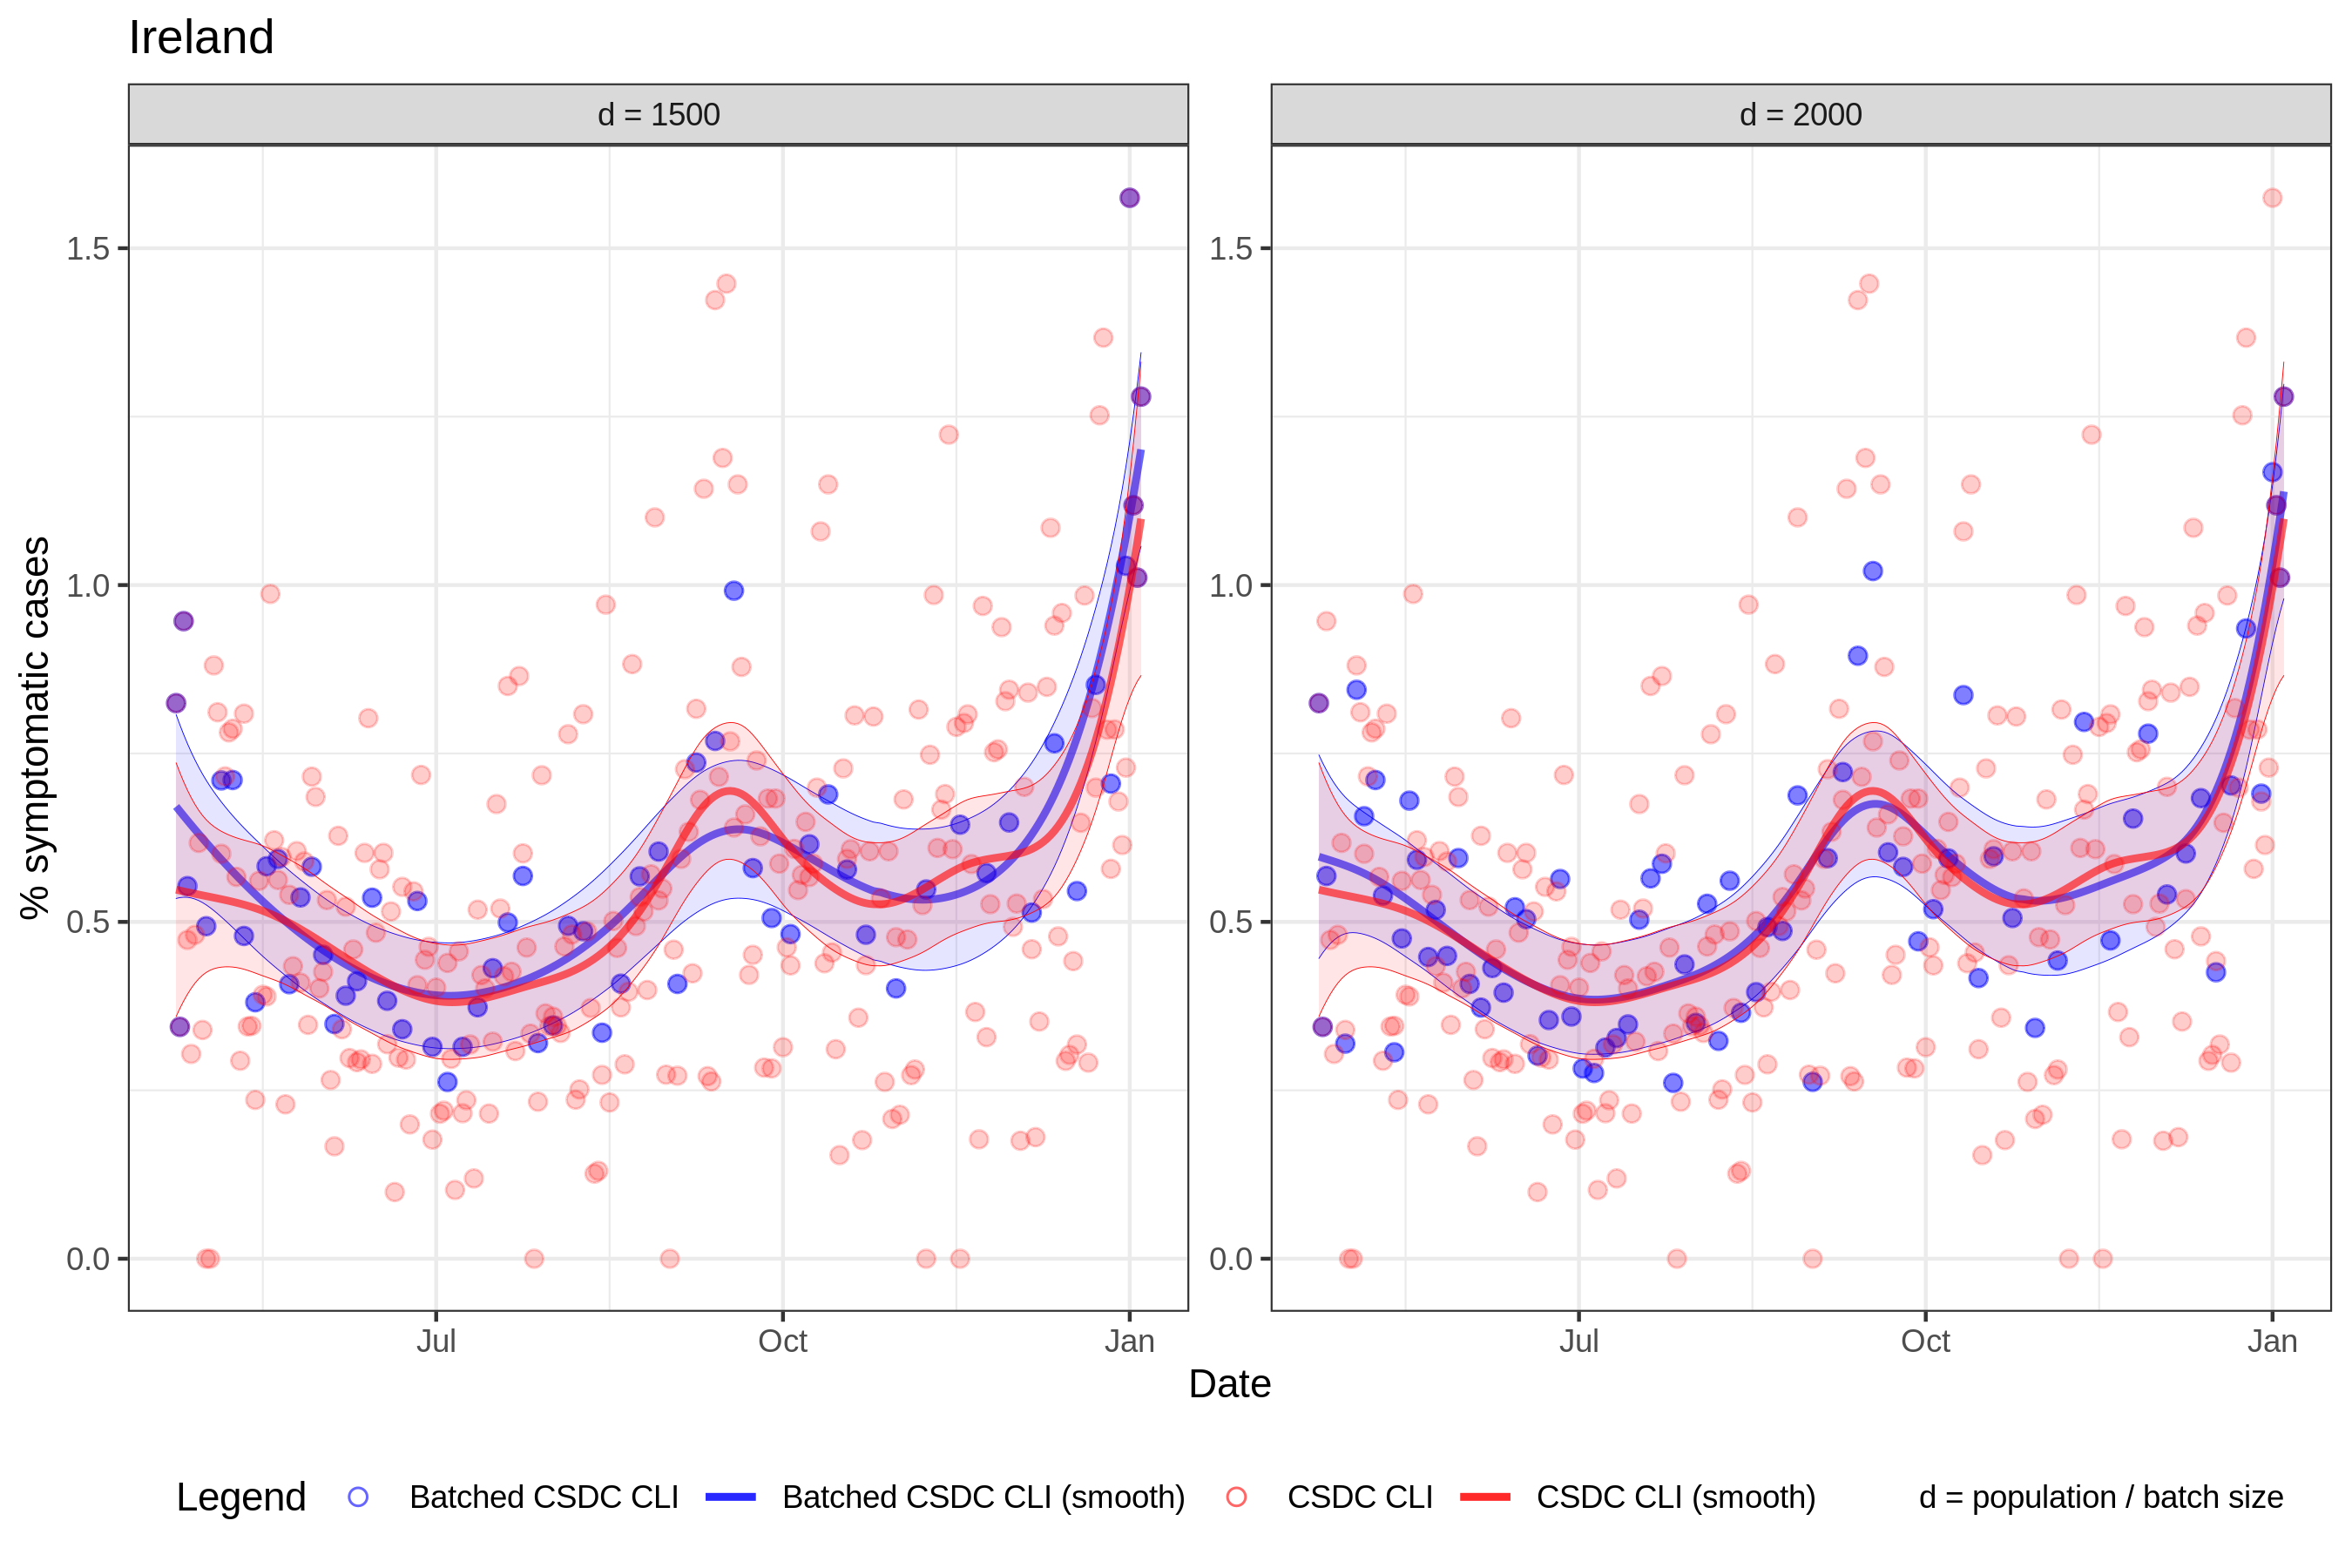 Ireland
d = 1500
d = 2000
% symptomatic cases
1.5
1.0
0.5
0.0
1.5
1.0
0.5
0.0
Jul
Oct
Jan
Jul
Oct
Jan
Date
Legend
Batched CSDC CLI
Batched CSDC CLI (smooth)
CSDC CLI
CSDC CLI (smooth)
d = population / batch size